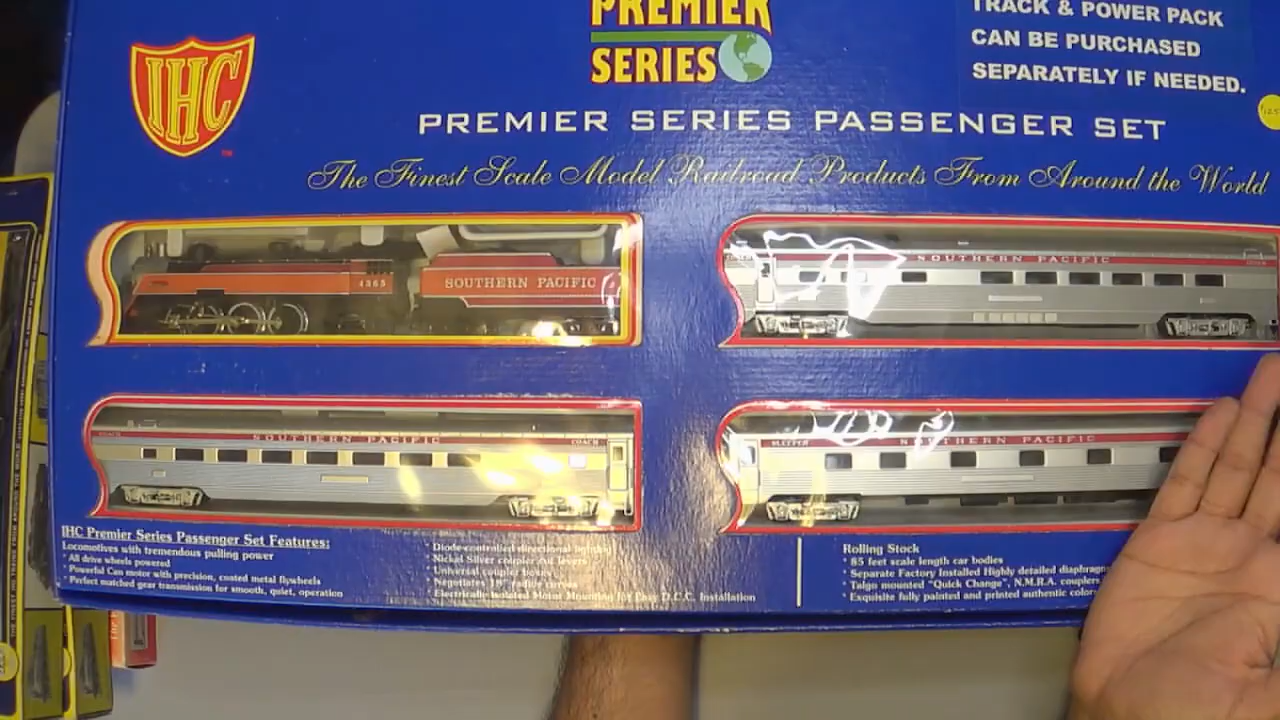 PREMIER
SERIES
IHC
TRACK & POWER PACK
CAN BE PURCHASED
SEPARATELY IF NEEDED.
PREMIER SERIES PASSENGER SET
The Finest Scale Model Railroad Products From Around the World
4365
SOUTHERN PACIFIC
SOUTHERN PACIFIC
COACH
SOUTHERN PACIFIC
COACH
SLEEPER
SOUTHERN PACIFIC
IHC Premier Series Passenger Set Features:
Locomotives with tremendous pulling power
* All drive wheels powered
* Powerful Can motor with precision, coated metal flywheels
* Perfect matched gear transmission for smooth, quiet, operation
Diode-controlled directional lighting
Nickel Silver coupler cut levers
Universal coupler boxes
Negotiates 18" radius curves
Electrically Isolated Motor Mounting for Easy D.C.C. Installation
Rolling Stock
* 85 feet scale length car bodies
* Separate Factory Installed Highly detailed diaphragms
* Talgo mounted "Quick Change", N.M.R.A. couplers
* Exquisite fully painted and printed authentic color